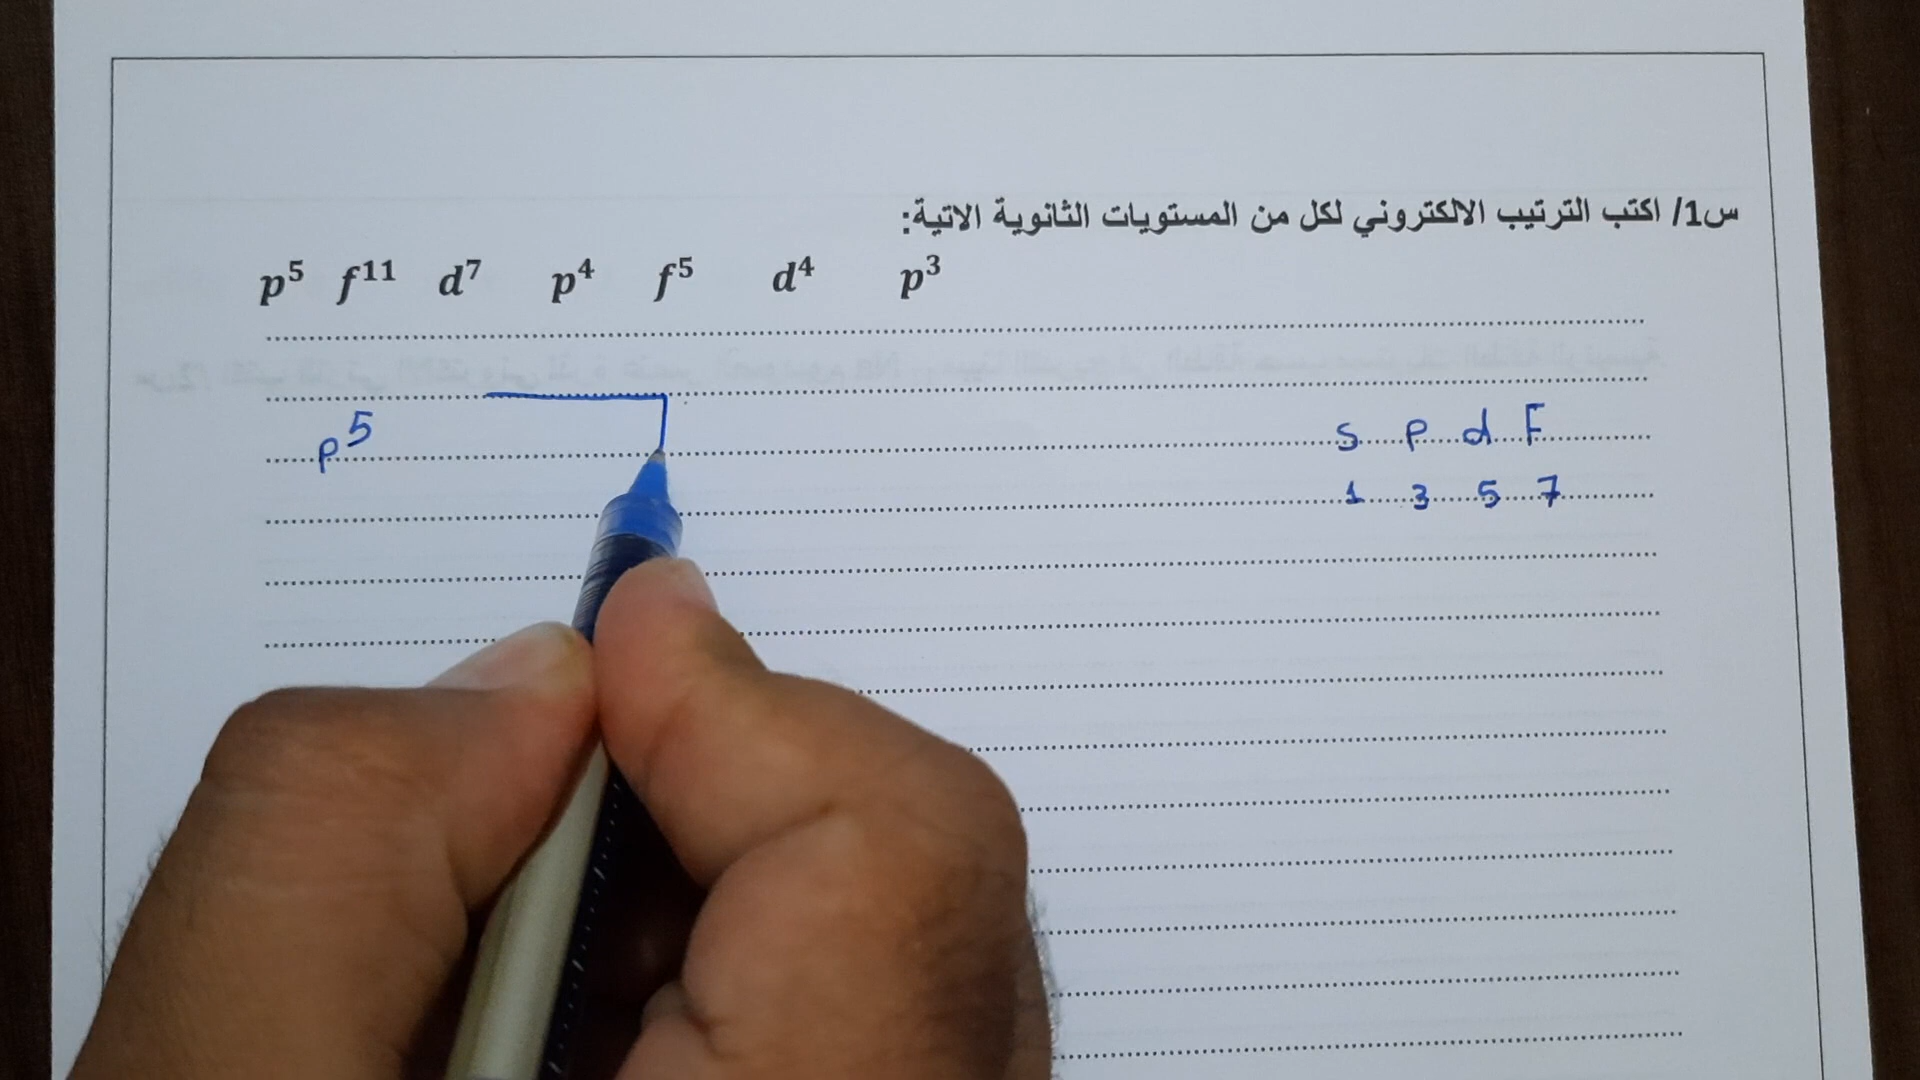 س1/ اكتب الترتيب الالكتروني لكل من المستويات الثانوية الاتية:
p⁵ f¹¹ d⁷ p⁴ f⁵ d⁴ p³
p⁵
S P d F
1 3 5 7